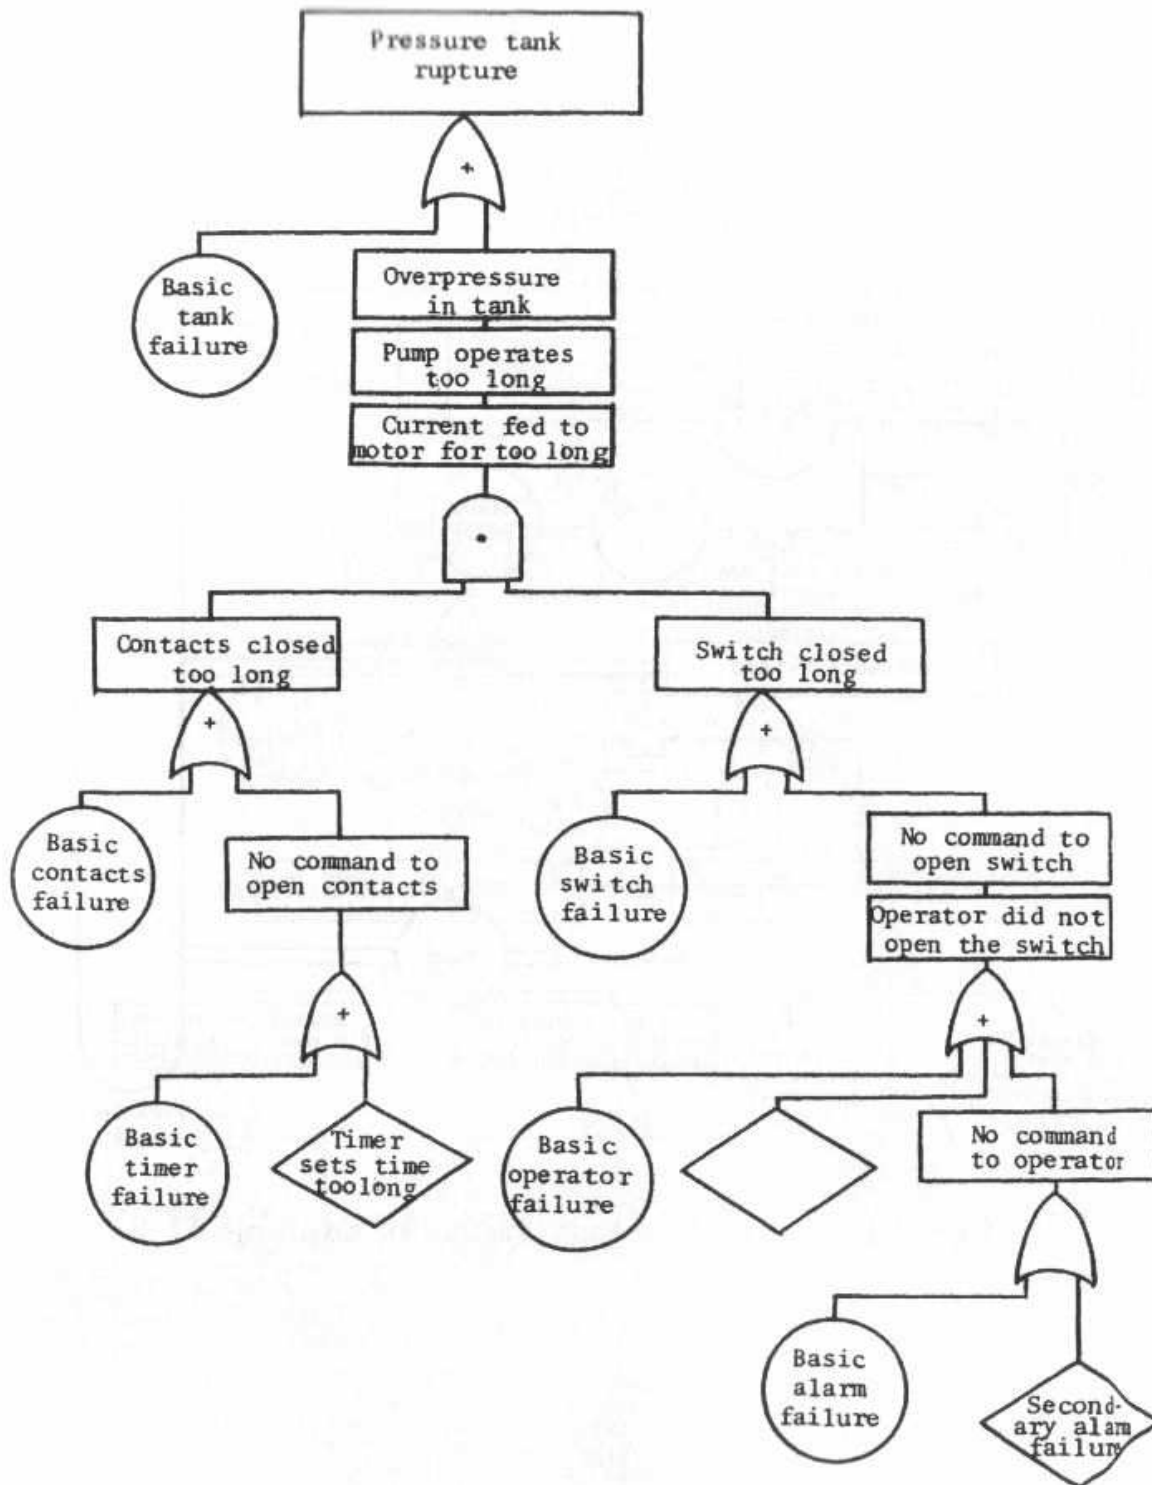 Pressure tank
rupture
+
Basic
tank
failure
Overpressure
in tank
Pump operates
too long
Current fed to
motor for too long
Contacts closed
too long
Switch closed
too long
+
+
Basic
contacts
failure
No command to
open contacts
Basic
switch
failure
No command to
open switch
Operator did not
open the switch
+
+
Basic
timer
failure
Timer
sets time
toolong
Basic
operator
failure
No command
to operator
Basic
alarm
failure
Second-
ary alarm
failure